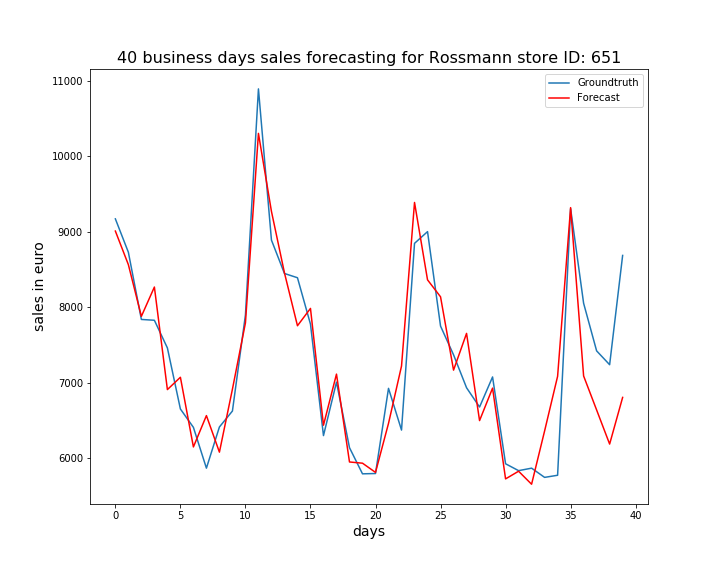 40 business days sales forecasting for Rossmann store ID: 651
Groundtruth
Forecast
11000
10000
9000
8000
7000
6000
sales in euro
0 5 10 15 20 25 30 35 40
days